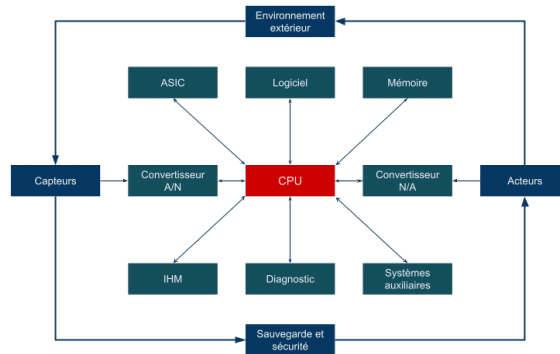 Environnement
extérieur
ASIC
Logiciel
Mémoire
Capteurs
Convertisseur
A/N
CPU
Convertisseur
N/A
Acteurs
IHM
Diagnostic
Systèmes
auxiliaires
Sauvegarde et
sécurité